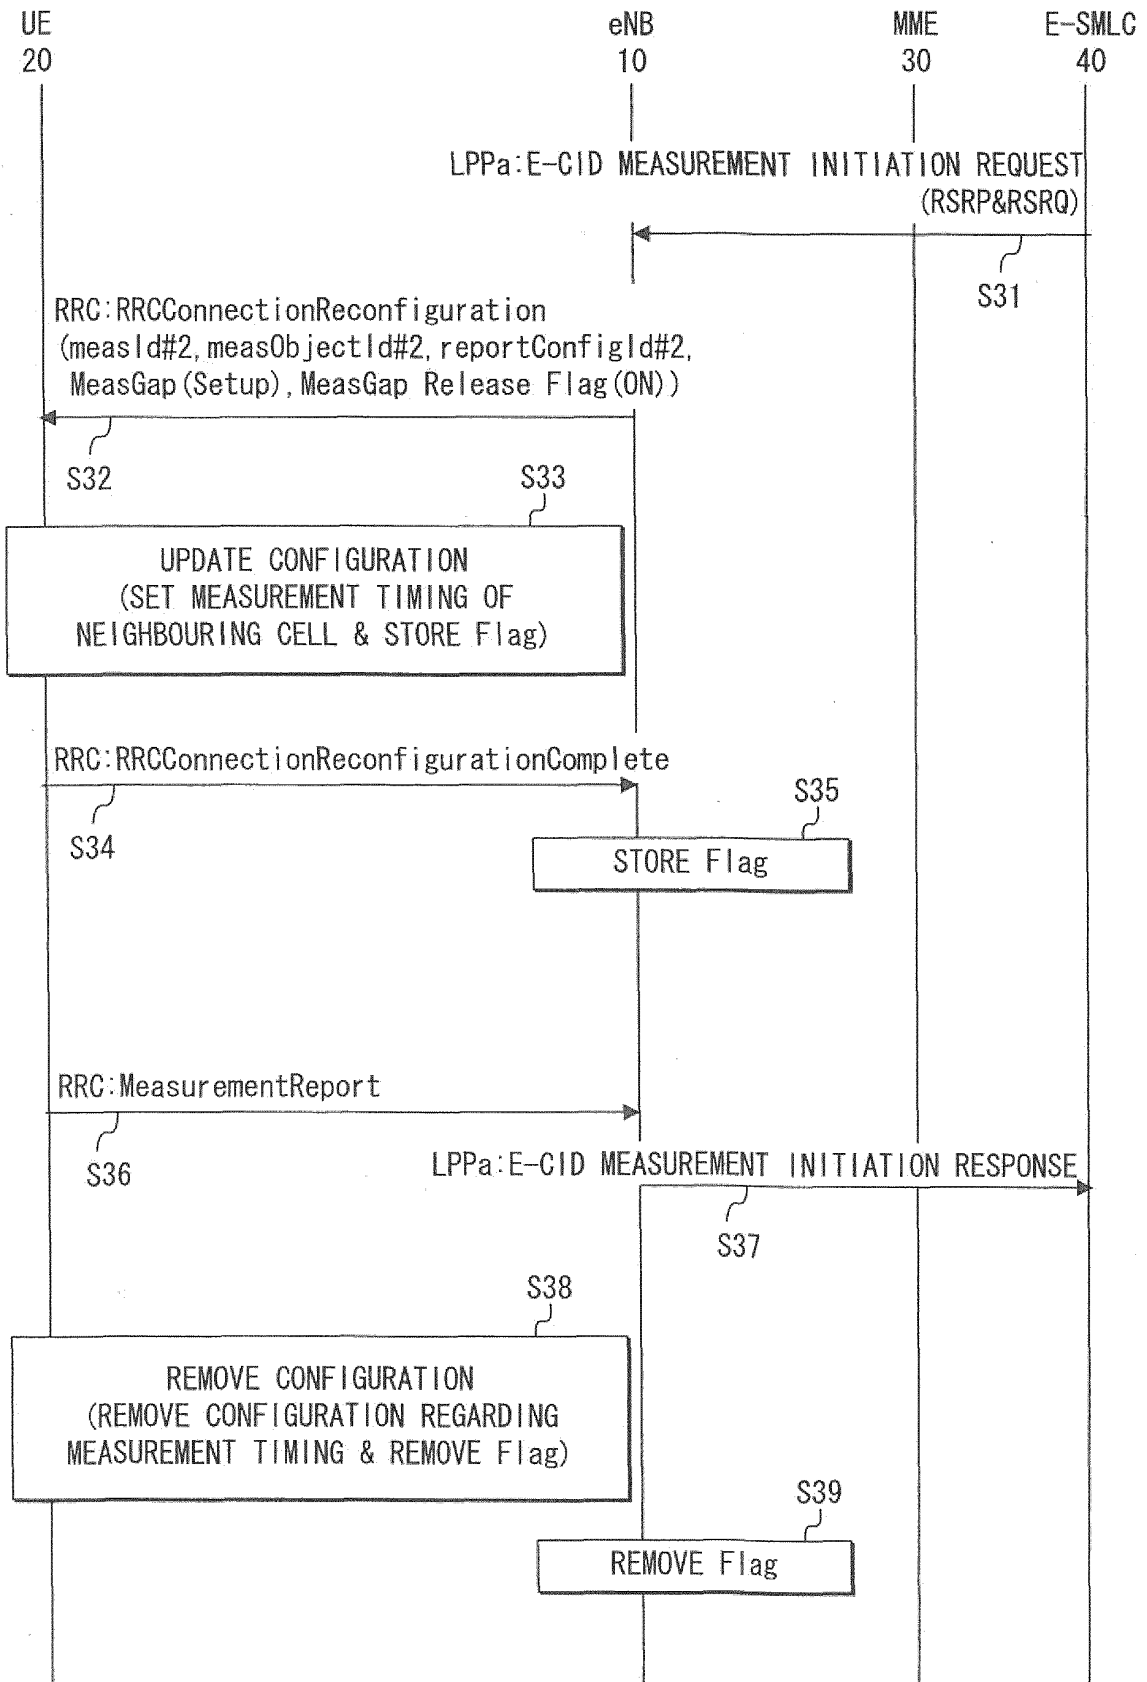 UE
20
eNB
10
MME
30
E-SMLC
40
LPPa:E-CID MEASUREMENT INITIATION REQUEST
(RSRP&RSRQ)
S31
RRC:RRCConnectionReconfiguration
(measId#2,measObjectId#2,reportConfigId#2,
MeasGap(Setup),MeasGap Release Flag(ON))
S32
S33
UPDATE CONFIGURATION
(SET MEASUREMENT TIMING OF
NEIGHBOURING CELL & STORE Flag)
RRC:RRCConnectionReconfigurationComplete
S34
S35
STORE Flag
RRC:MeasurementReport
S36
LPPa:E-CID MEASUREMENT INITIATION RESPONSE
S37
S38
REMOVE CONFIGURATION
(REMOVE CONFIGURATION REGARDING
MEASUREMENT TIMING & REMOVE Flag)
S39
REMOVE Flag